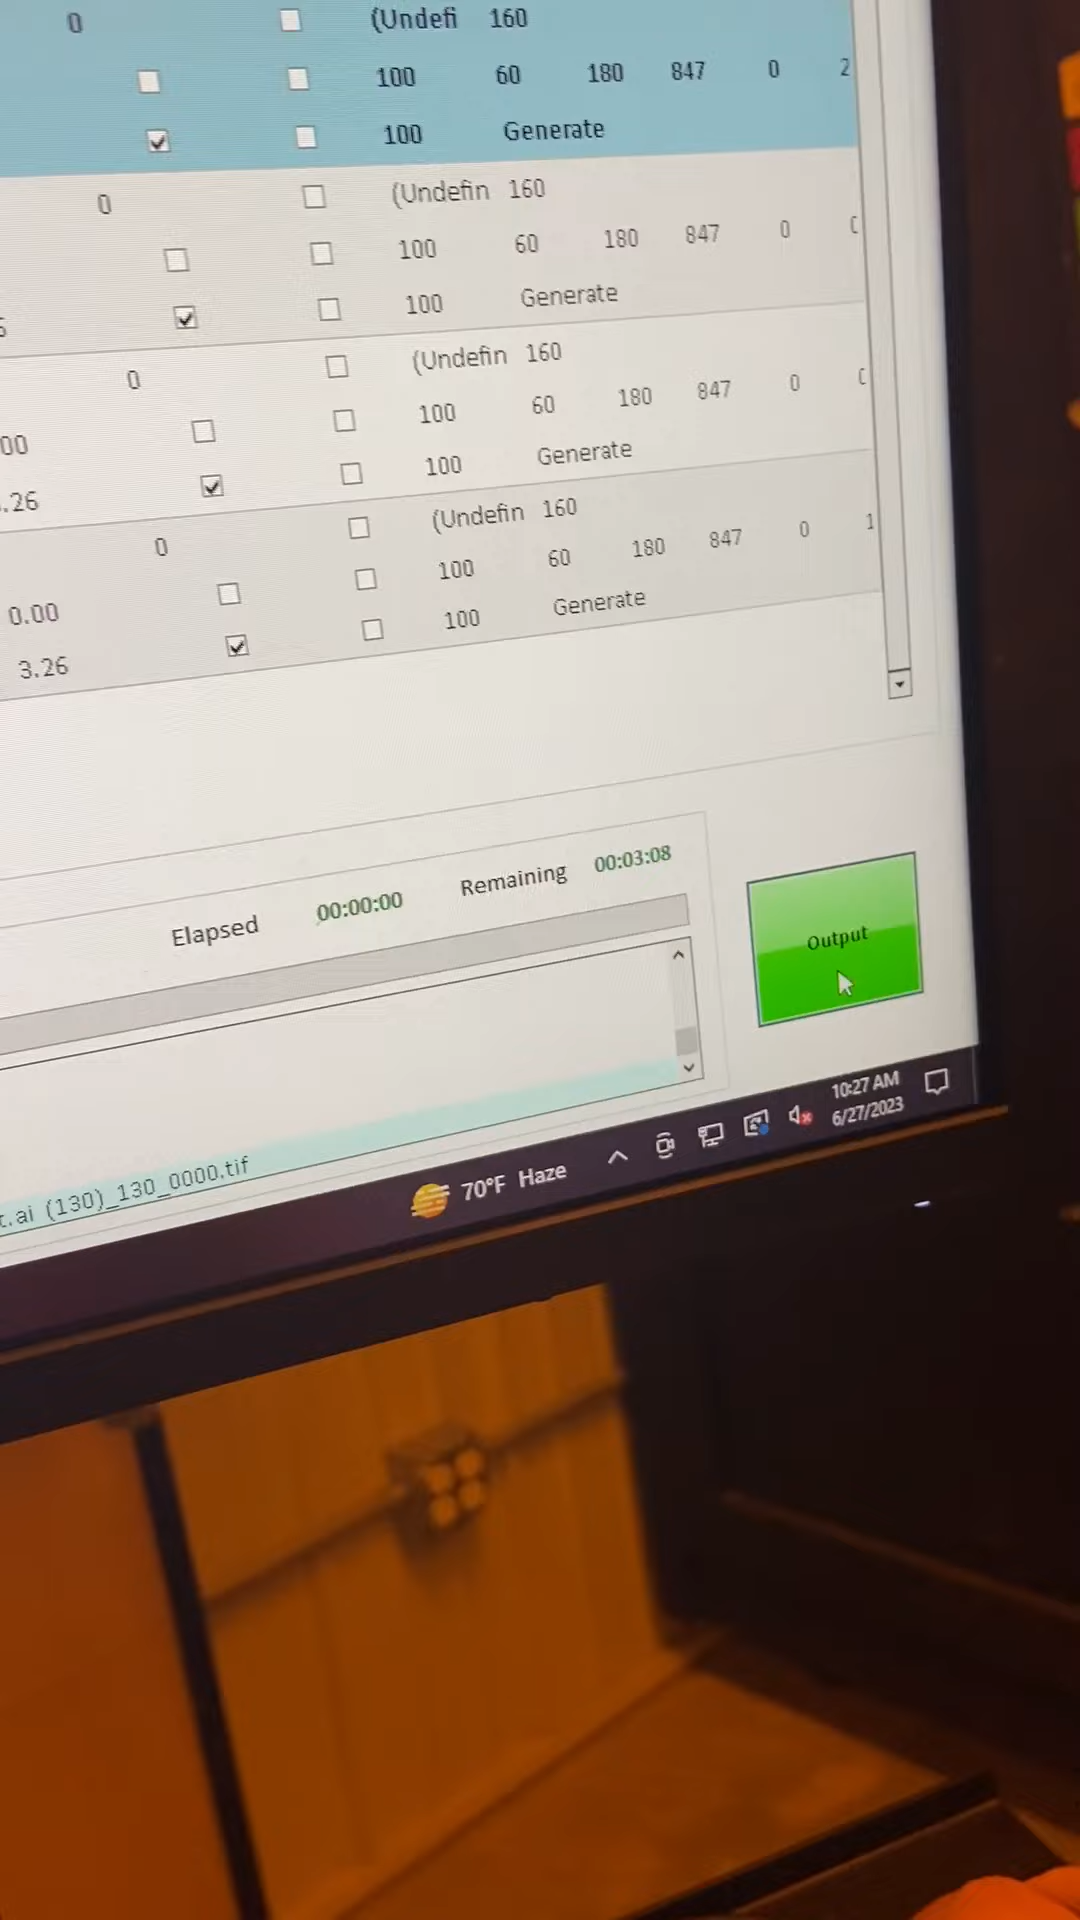 0 (Undefi 160
100 60 180 847 0 2
100 Generate
0 (Undefin 160
100 60 180 847 0
100 Generate
0 (Undefin 160
00 100 60 180 847 0
.26 100 Generate
0 (Undefin 160
0.00 100 60 180 847 0 1
3.26 100 Generate
Elapsed 00:00:00 Remaining 00:03:08
Output
.ai (130)_130_0000.tif
70°F Haze
10:27 AM
6/27/2023